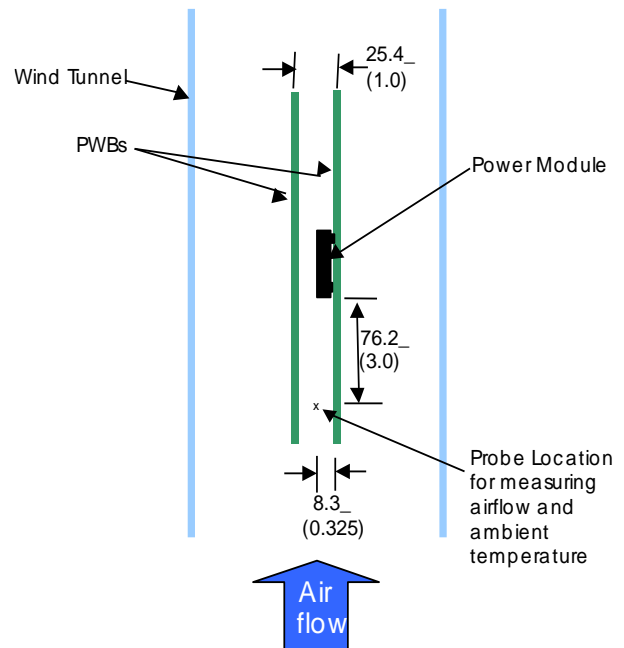 25.4_
(1.0)
Wind Tunnel
PWBs
Power Module
76.2_
(3.0)
x
Probe Location
for measuring
airflow and
ambient
temperature
8.3_
(0.325)
Air
flow